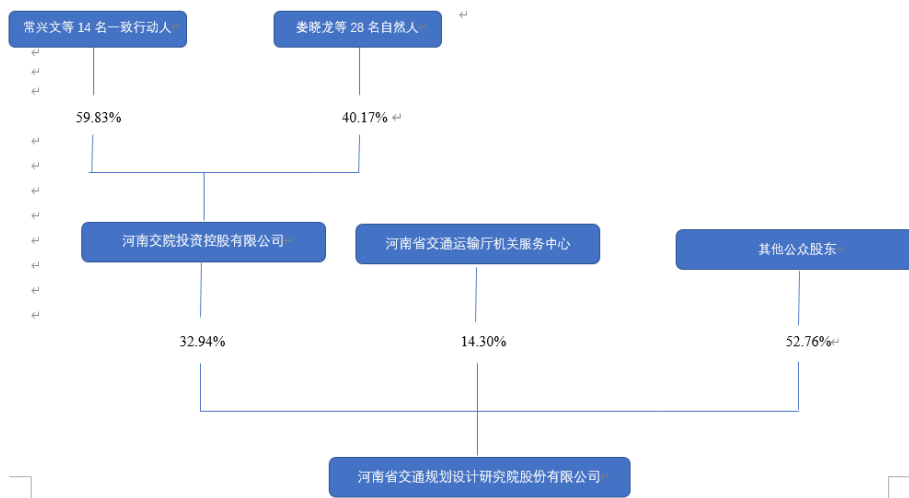 常兴文等 14 名一致行动人
娄晓龙等 28 名自然人
59.83%
40.17%
河南交院投资控股有限公司
河南省交通运输厅机关服务中心
其他公众股东
32.94%
14.30%
52.76%
河南省交通规划设计研究院股份有限公司